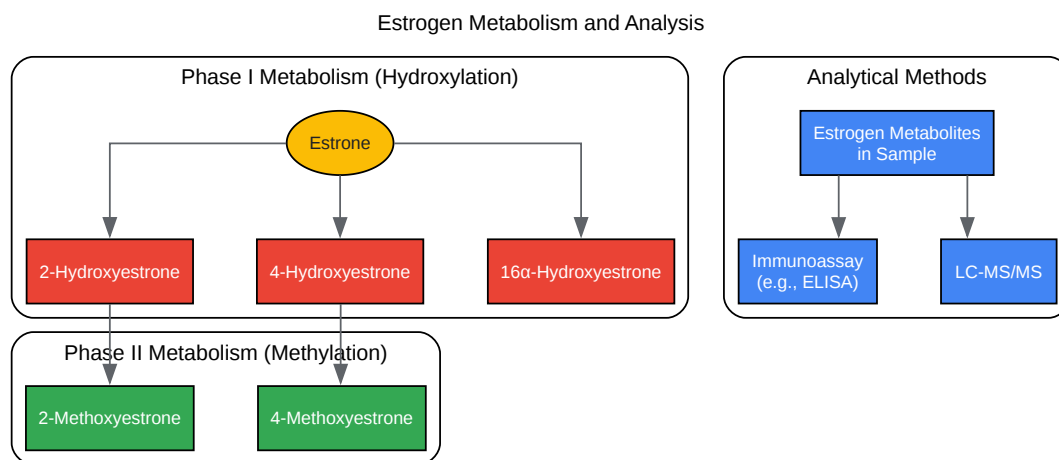 Estrogen Metabolism and Analysis
Phase I Metabolism (Hydroxylation)
Estrone
2-Hydroxyestrone
4-Hydroxyestrone
16α-Hydroxyestrone
Phase II Metabolism (Methylation)
2-Methoxyestrone
4-Methoxyestrone
Analytical Methods
Estrogen Metabolites
in Sample
Immunoassay
(e.g., ELISA)
LC-MS/MS